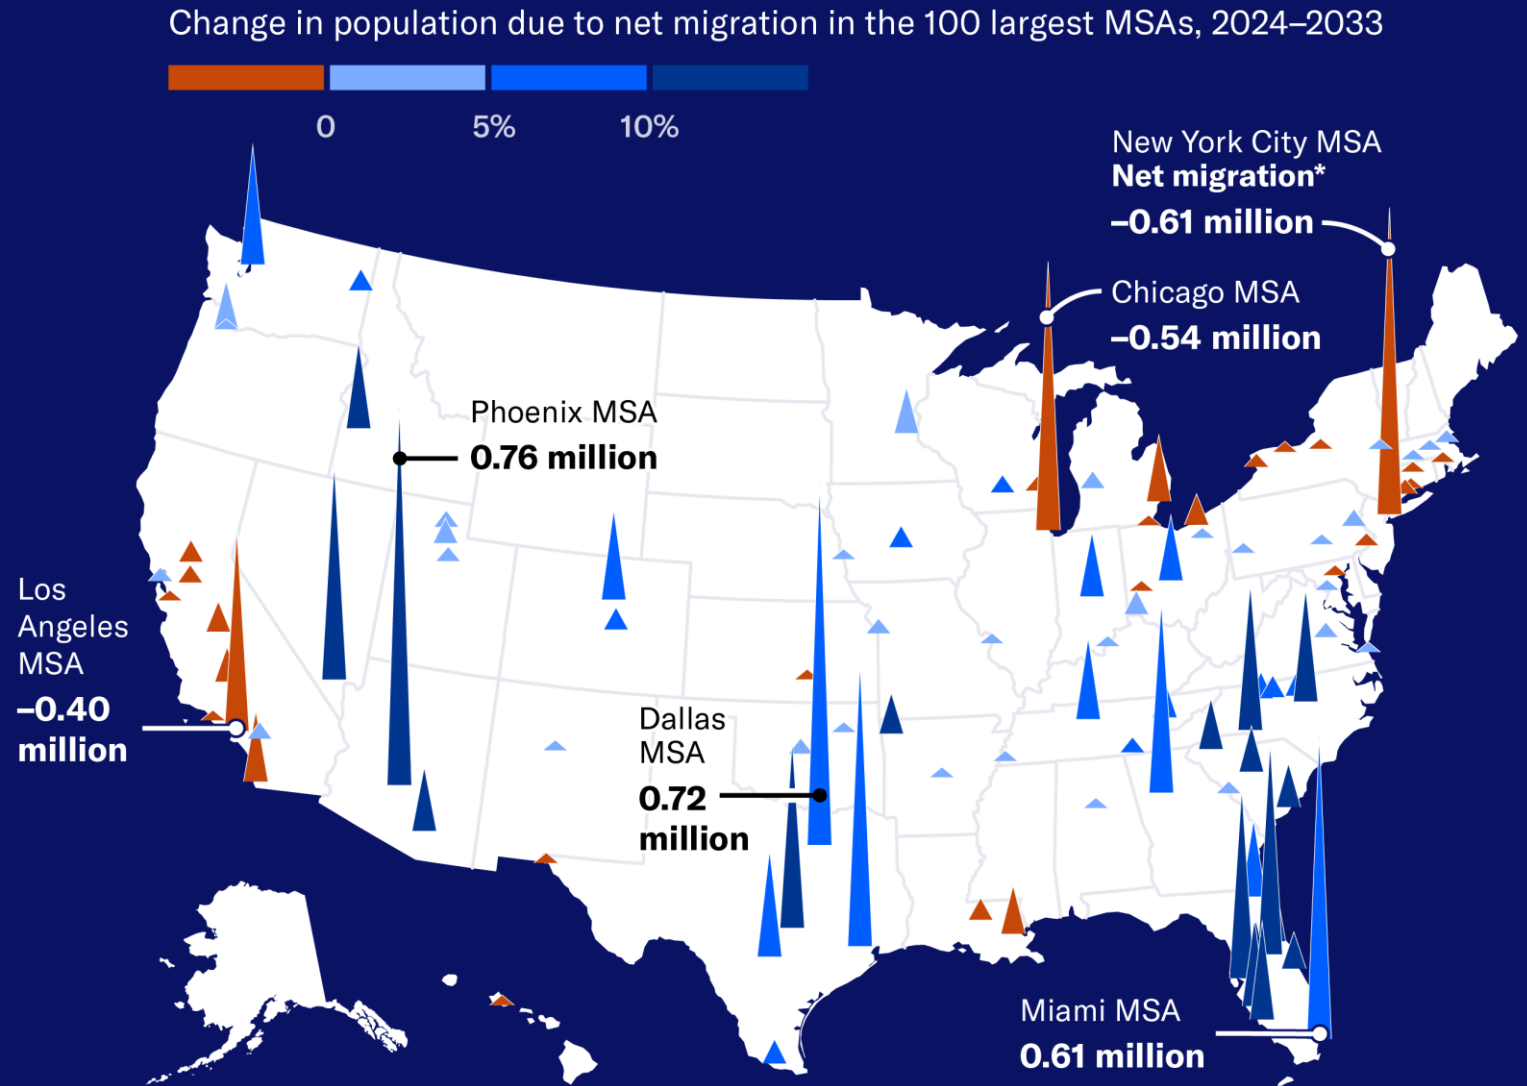 Change in population due to net migration in the 100 largest MSAs, 2024–2033
0
5%
10%
New York City MSA
Net migration*
–0.61 million
Chicago MSA
–0.54 million
Phoenix MSA
0.76 million
Los
Angeles
MSA
–0.40
million
Dallas
MSA
0.72
million
Miami MSA
0.61 million